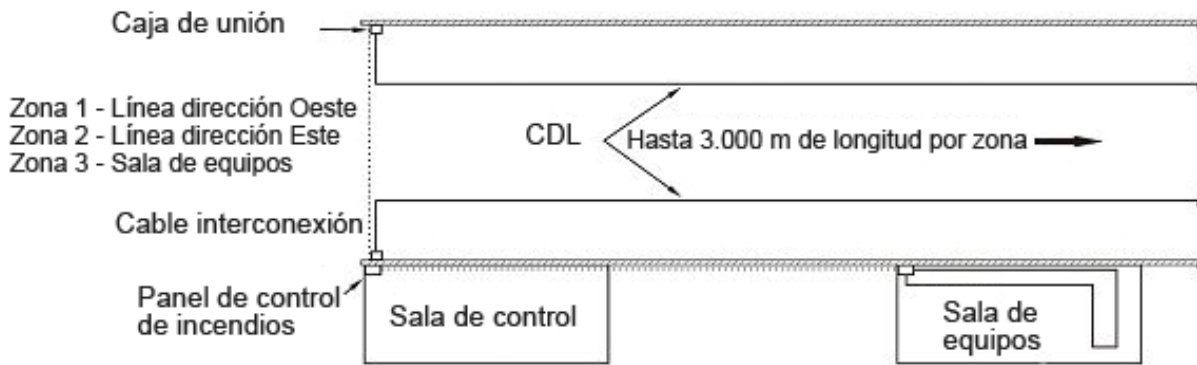 Caja de unión
Zona 1 - Línea dirección Oeste
Zona 2 - Línea dirección Este
Zona 3 - Sala de equipos
CDL
Hasta 3.000 m de longitud por zona
Cable interconexión
Panel de control
de incendios
Sala de control
Sala de
equipos